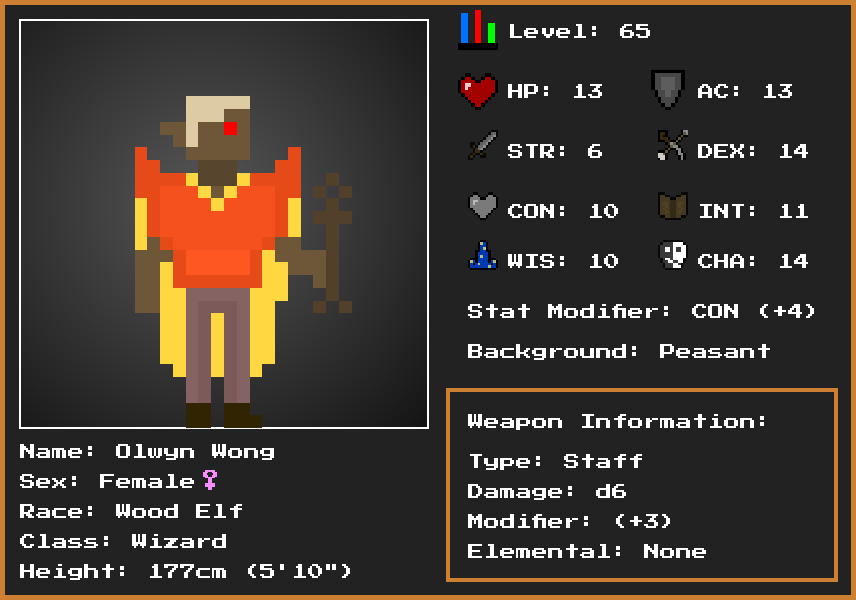 Level: 65
HP: 13 AC: 13
STR: 6 DEX: 14
CON: 10 INT: 11
WIS: 10 CHA: 14
Stat Modifier: CON (+4)
Background: Peasant
Weapon Information:
Type: Staff
Damage: d6
Modifier: (+3)
Elemental: None
Name: Olwyn Wong
Sex: Female♀
Race: Wood Elf
Class: Wizard
Height: 177cm (5'10")